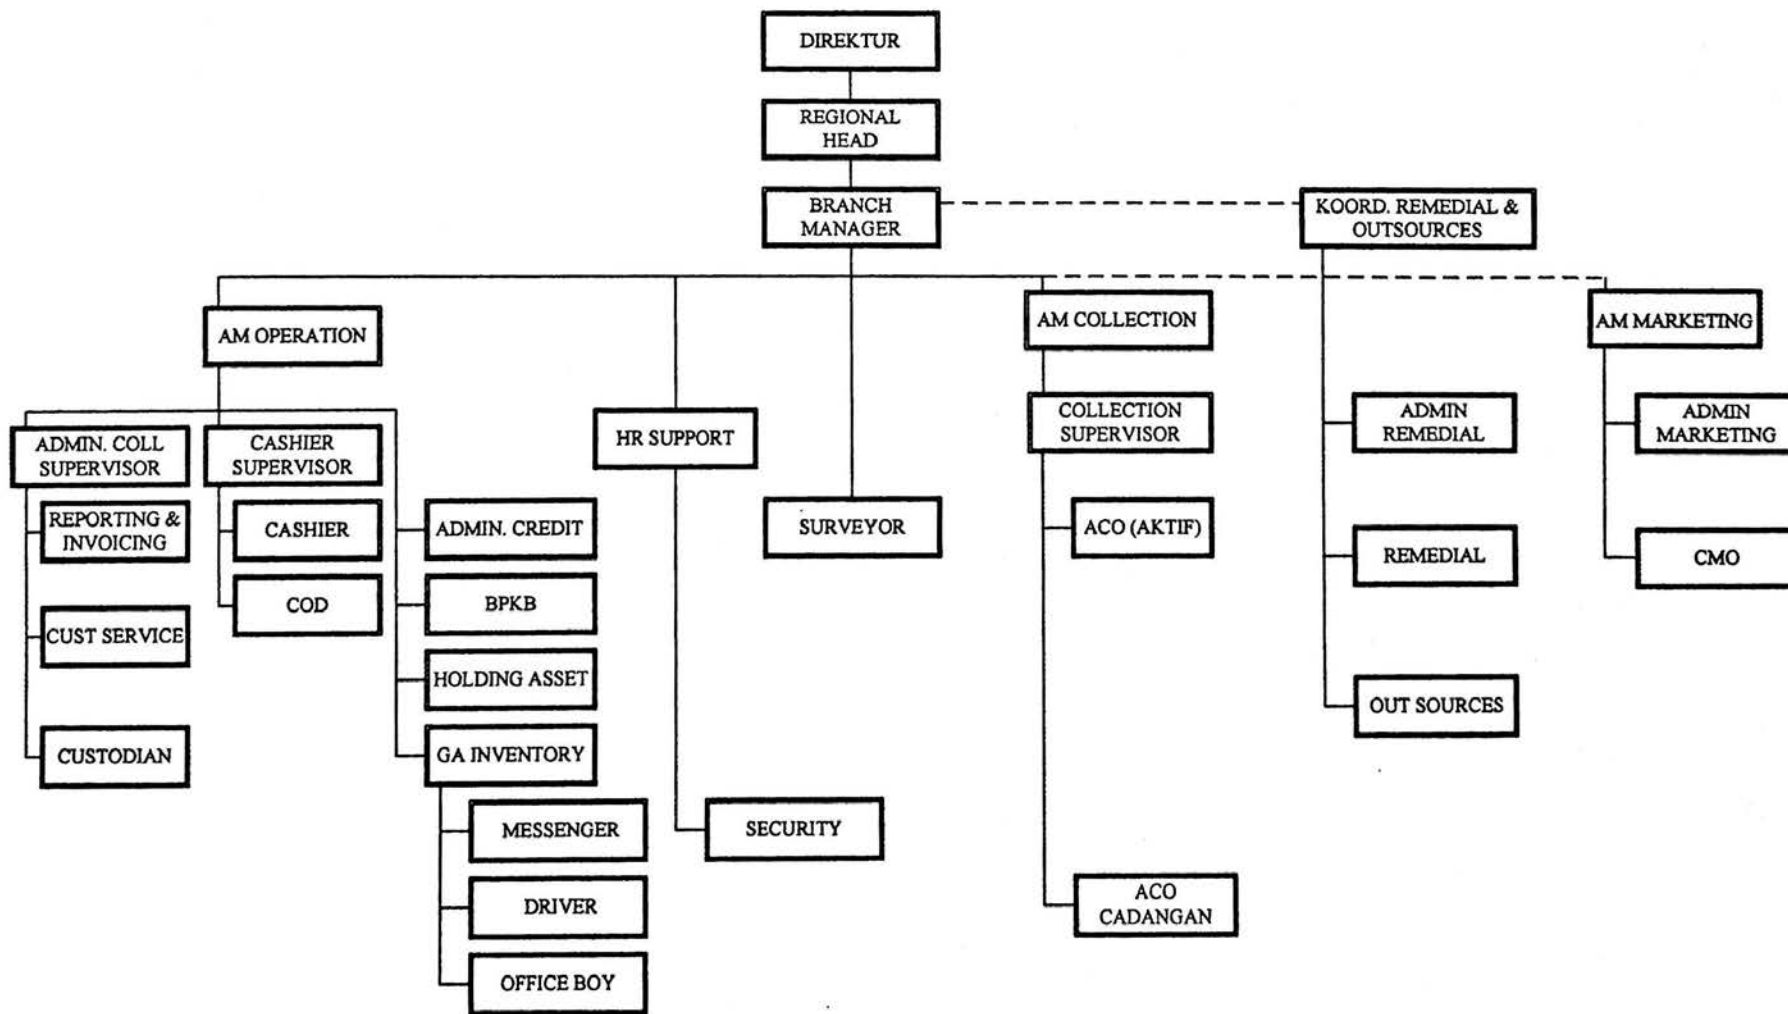 DIREKTUR
REGIONAL
HEAD
BRANCH
MANAGER
KOORD. REMEDIAL &
OUTSOURCES
AM OPERATION
AM COLLECTION
AM MARKETING
ADMIN. COLL
SUPERVISOR
CASHIER
SUPERVISOR
HR SUPPORT
COLLECTION
SUPERVISOR
ADMIN
REMEDIAL
ADMIN
MARKETING
REPORTING &
INVOICING
CASHIER
ADMIN. CREDIT
SURVEYOR
ACO (AKTIF)
REMEDIAL
CMO
COD
BPKB
CUST SERVICE
HOLDING ASSET
OUT SOURCES
CUSTODIAN
GA INVENTORY
MESSENGER
SECURITY
DRIVER
ACO
CADANGAN
OFFICE BOY